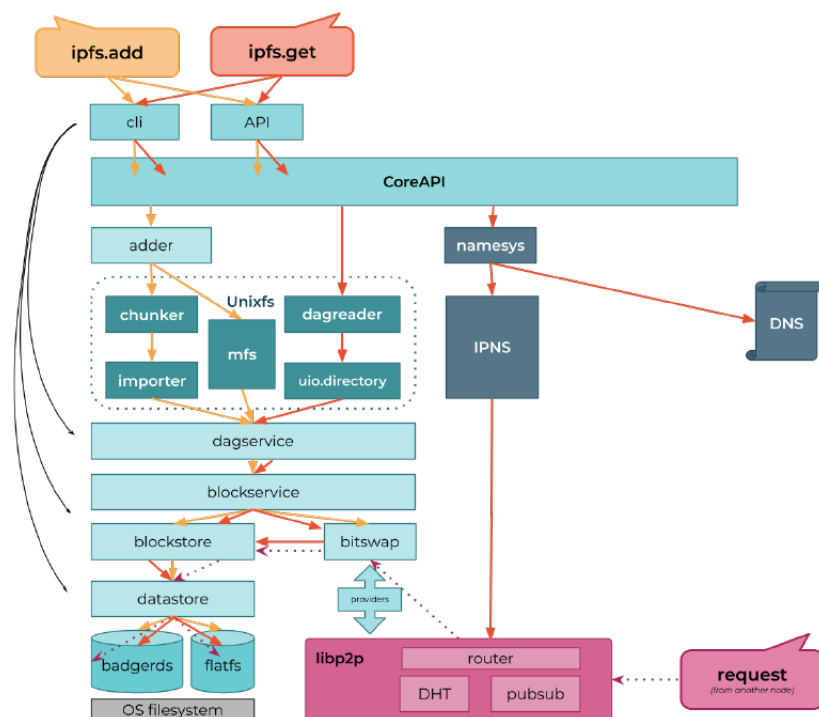 ipfs.add
ipfs.get
cli
API
CoreAPI
adder
namesys
Unixfs
chunker
dagreader
mfs
IPNS
DNS
importer
uio.directory
dagservice
blockservice
blockstore
bitswap
datastore
providers
badgerds
flatfs
libp2p
router
DHT
pubsub
request
(from another node)
OS filesystem